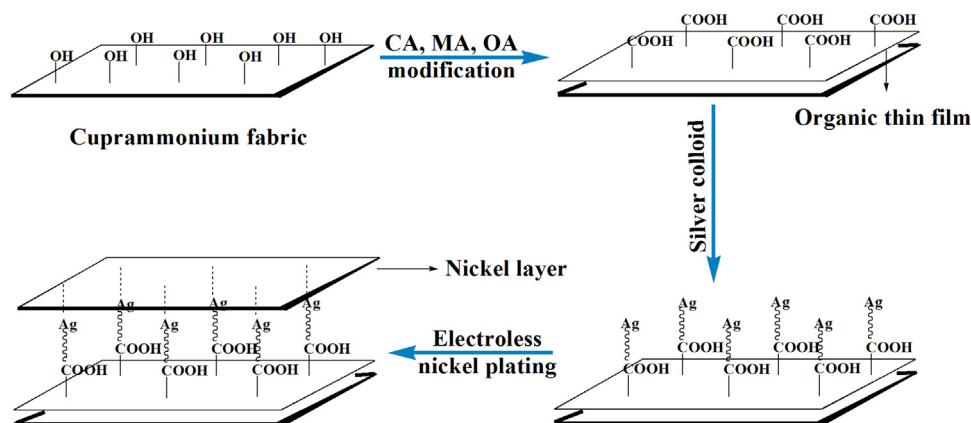 OH OH OH OH OH
OH OH OH OH
Cuprammonium fabric
CA, MA, OA
modification
COOH COOH COOH
COOH COOH COOH
Organic thin film
Silver colloid
Ag Ag Ag
Ag Ag Ag
COOH COOH COOH
COOH COOH COOH
Electroless
nickel plating
Nickel layer
Ag Ag Ag
Ag Ag Ag
COOH COOH COOH
COOH COOH COOH